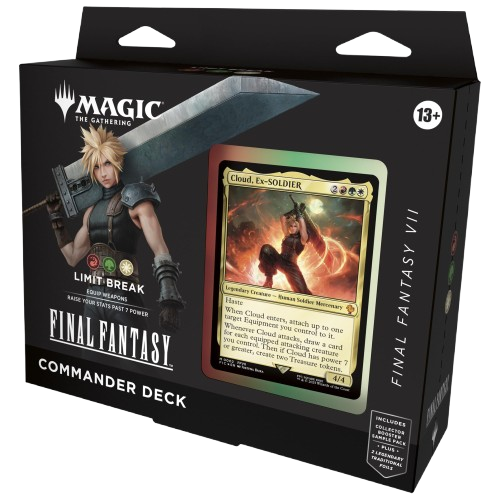 MAGIC
THE GATHERING
13+
LIMIT BREAK
EQUIP WEAPONS
RAISE YOUR STATS PAST 7 POWER
FINAL FANTASY
COMMANDER DECK
Cloud, Ex-SOLDIER
2
Legendary Creature — Human Soldier Mercenary
Haste
When Cloud enters, attach up to one
target Equipment you control to it.
Whenever Cloud attacks, draw a card
for each equipped attacking creature
you control. Then if Cloud has power 7
or greater, create two Treasure tokens.
4/4
FINAL FANTASY VII
INCLUDES
COLLECTOR
BOOSTER
SAMPLE PACK
• PLUS •
2 LEGENDARY
TRADITIONAL
FOILS